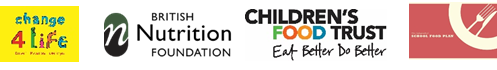 change
4 Life
BRITISH
n Nutrition
FOUNDATION
CHILDREN'S
FOOD TRUST
Eat Better Do Better
SCHOOL FOOD PLAN